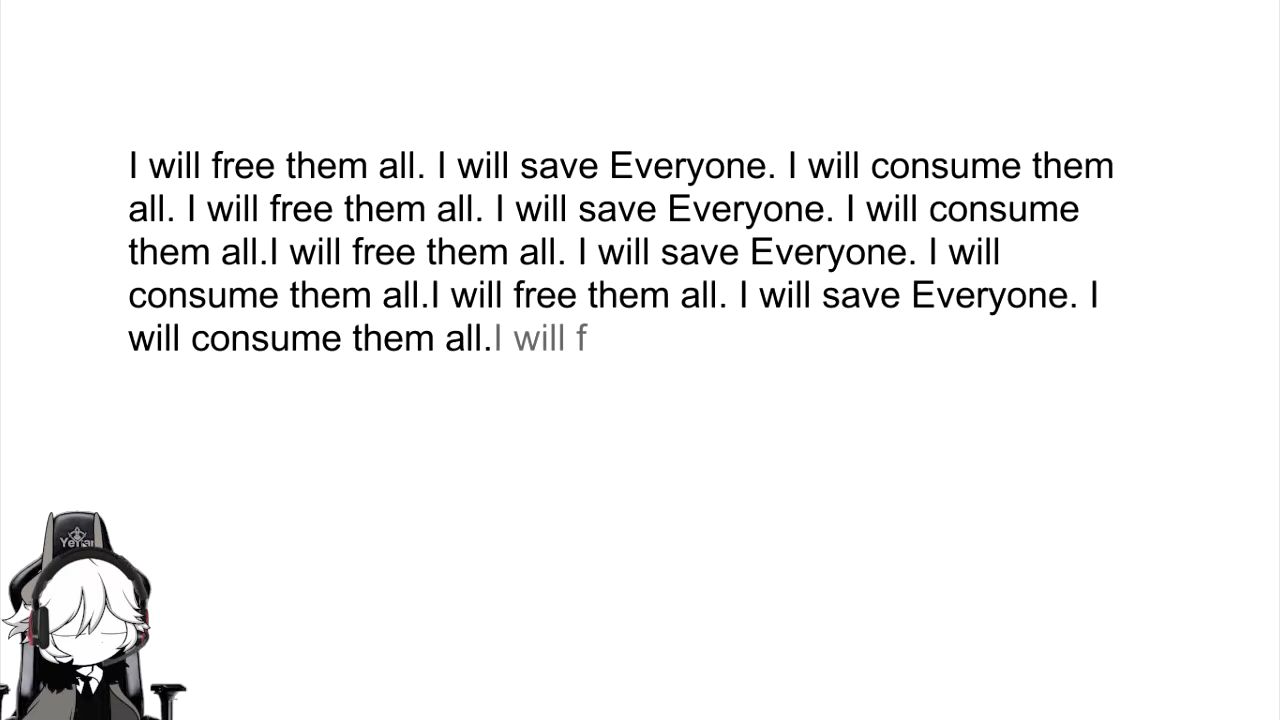 I will free them all. I will save Everyone. I will consume them
all. I will free them all. I will save Everyone. I will consume
them all.I will free them all. I will save Everyone. I will
consume them all.I will free them all. I will save Everyone. I
will consume them all.I will f